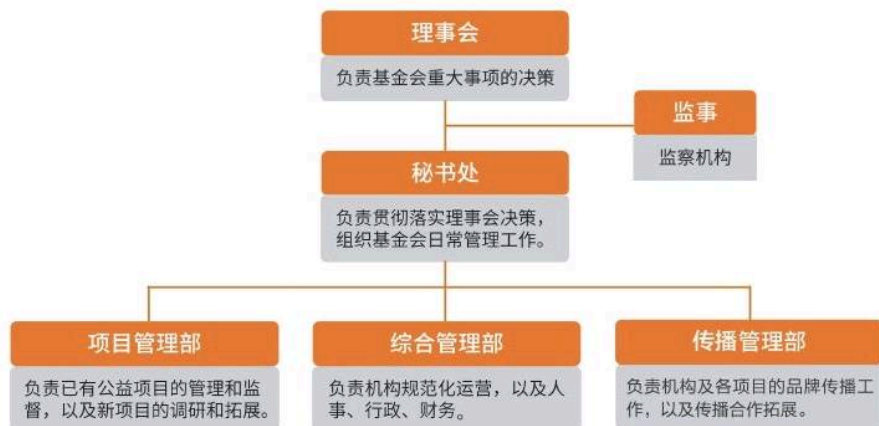 理事会
负责基金会重大事项的决策
监事
监察机构
秘书处
负责贯彻落实理事会决策，
组织基金会日常管理工作。
项目管理部
负责已有公益项目的管理和监
督，以及新项目的调研和拓展。
综合管理部
负责机构规范化运营，以及人
事、行政、财务。
传播管理部
负责机构及各项目的品牌传播工
作，以及传播合作拓展。